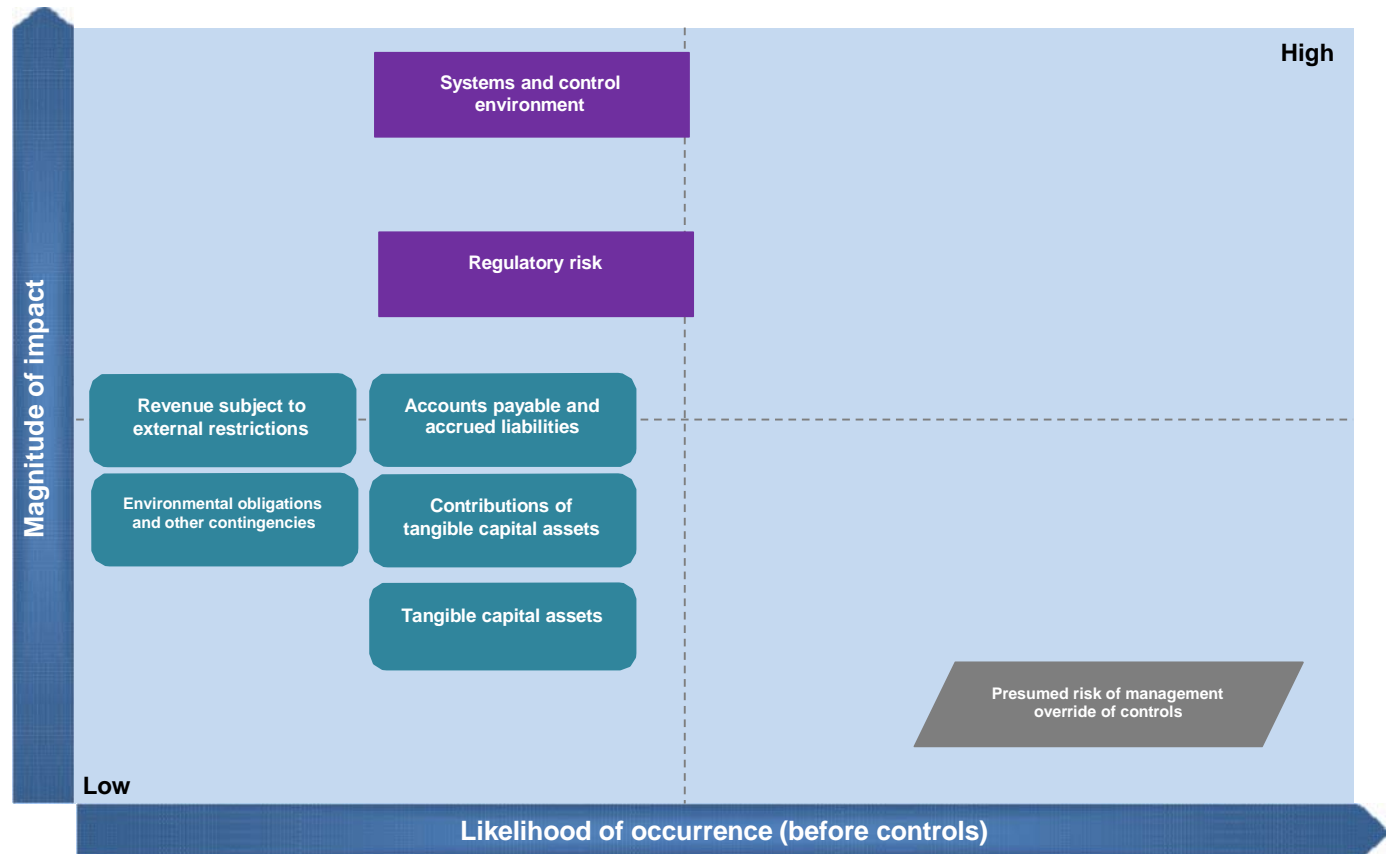 High
Systems and control
environment
Regulatory risk
Magnitude of impact
Revenue subject to
external restrictions
Accounts payable and
accrued liabilities
Environmental obligations
and other contingencies
Contributions of
tangible capital assets
Tangible capital assets
Presumed risk of management
override of controls
Low
Likelihood of occurrence (before controls)